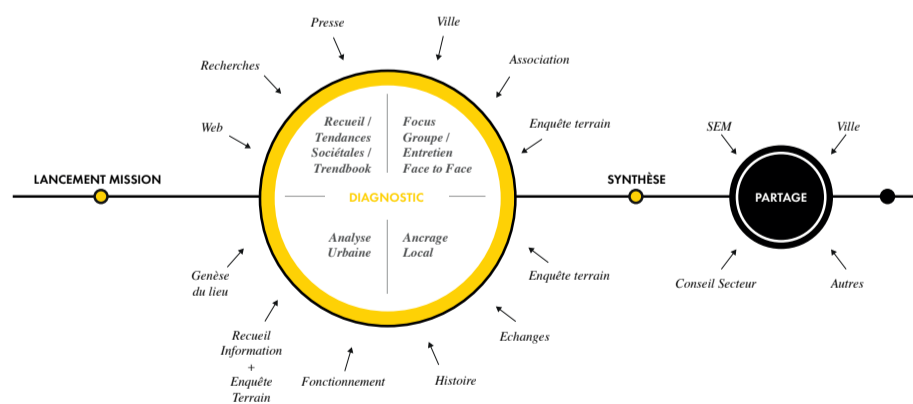 Presse
Ville
Recherches
Association
Web
Enquête terrain
Recueil /
Tendances
Sociétales /
Trendbook
Focus
Groupe /
Entretien
Face to Face
SEM
Ville
LANCEMENT MISSION
DIAGNOSTIC
SYNTHÈSE
PARTAGE
Analyse
Urbaine
Ancrage
Local
Genèse
du lieu
Enquête terrain
Conseil Secteur
Autres
Recueil
Information
+
Enquête
Terrain
Echanges
Fonctionnement
Histoire